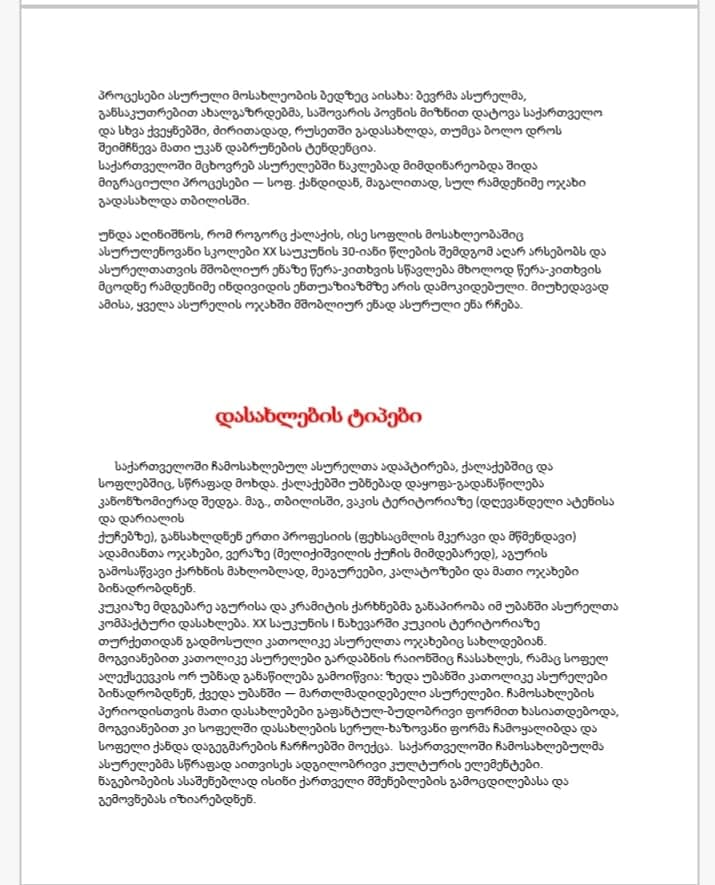 პროცესები ასურული მოსახლეობის ბედზეც აისახა: ბევრმა ასურელმა,
განსაკუთრებით ახალგაზრდებმა, საშოვარის პოვნის მიზნით დატოვა საქართველო
და სხვა ქვეყნებში, ძირითადად, რუსეთში გადასახლდა, თუმცა ბოლო დროს
შეიმჩნევა მათი უკან დაბრუნების ტენდენცია.
საქართველოში მცხოვრებ ასურელებში ნაკლებად მიმდინარეობდა შიდა
მიგრაციული პროცესები — სოფ. ქანდიდან, მაგალითად, სულ რამდენიმე ოჯახი
გადასახლდა თბილისში.
უნდა აღინიშნოს, რომ როგორც ქალაქის, ისე სოფლის მოსახლეობაშიც
ასურულენოვანი სკოლები XX საუკუნის 30-იანი წლების შემდგომ აღარ არსებობს და
ასურელთათვის მშობლიურ ენაზე წერა-კითხვის სწავლება მხოლოდ წერა-კითხვის
მცოდნე რამდენიმე ინდივიდის ენთუზიაზმზე არის დამოკიდებული. მიუხედავად
ამისა, ყველა ასურელის ოჯახში მშობლიურ ენად ასურული ენა რჩება.
დასახლების ტიპები
საქართველოში ჩამოსახლებულ ასურელთა ადაპტირება, ქალაქებშიც და
სოფლებშიც, სწრაფად მოხდა. ქალაქებში უბნებად დაყოფა-გადანაწილება
კანონზომიერად შედგა. მაგ., თბილისში, ვაკის ტერიტორიაზე (დღევანდელი ატენისა
და დარიალის
ქუჩებზე), განსახლდნენ ერთი პროფესიის (ფეხსაცმლის მკერავი და მწმენდავი)
ადამიანთა ოჯახები, ვერაზე (მელიქიშვილის ქუჩის მიმდებარედ), აგურის
გამოსაწვავი ქარხნის მახლობლად, მეაგურეები, კალატოზები და მათი ოჯახები
ბინადრობდნენ.
კუკიაზე მდგებარე აგურისა და კრამიტის ქარხნებმა განაპირობა იმ უბანში ასურელთა
კომპაქტური დასახლება. XX საუკუნის I ნახევარში კუკიის ტერიტორიაზე
თურქეთიდან გადმოსული კათოლიკე ასურელთა ოჯახებიც სახლდებიან.
მოგვიანებით კათოლიკე ასურელები გარდაბნის რაიონშიც ჩაასახლეს, რამაც სოფელ
ალექსეევკის ორ უბნად განაწილება გამოიწვია: ზედა უბანში კათოლიკე ასურელები
ბინადრობდნენ, ქვედა უბანში — მართლმადიდებელი ასურელები. ჩამოსახლების
პერიოდისთვის მათი დასახლებები გაფანტულ-ბუდობრივი ფორმით ხასიათდებოდა,
მოგვიანებით კი სოფელში დასახლების სერულ-ხაზოვანი ფორმა ჩამოყალიბდა და
სოფელი ქანდა დაგეგმარების ჩარჩოებში მოექცა. საქართველოში ჩამოსახლებულმა
ასურელებმა სწრაფად აითვისეს ადგილობრივი კულტურის ელემენტები.
ნაგებობების ასაშენებლად ისინი ქართველი მშენებლების გამოცდილებასა და
გემოვნებას იზიარებდნენ.